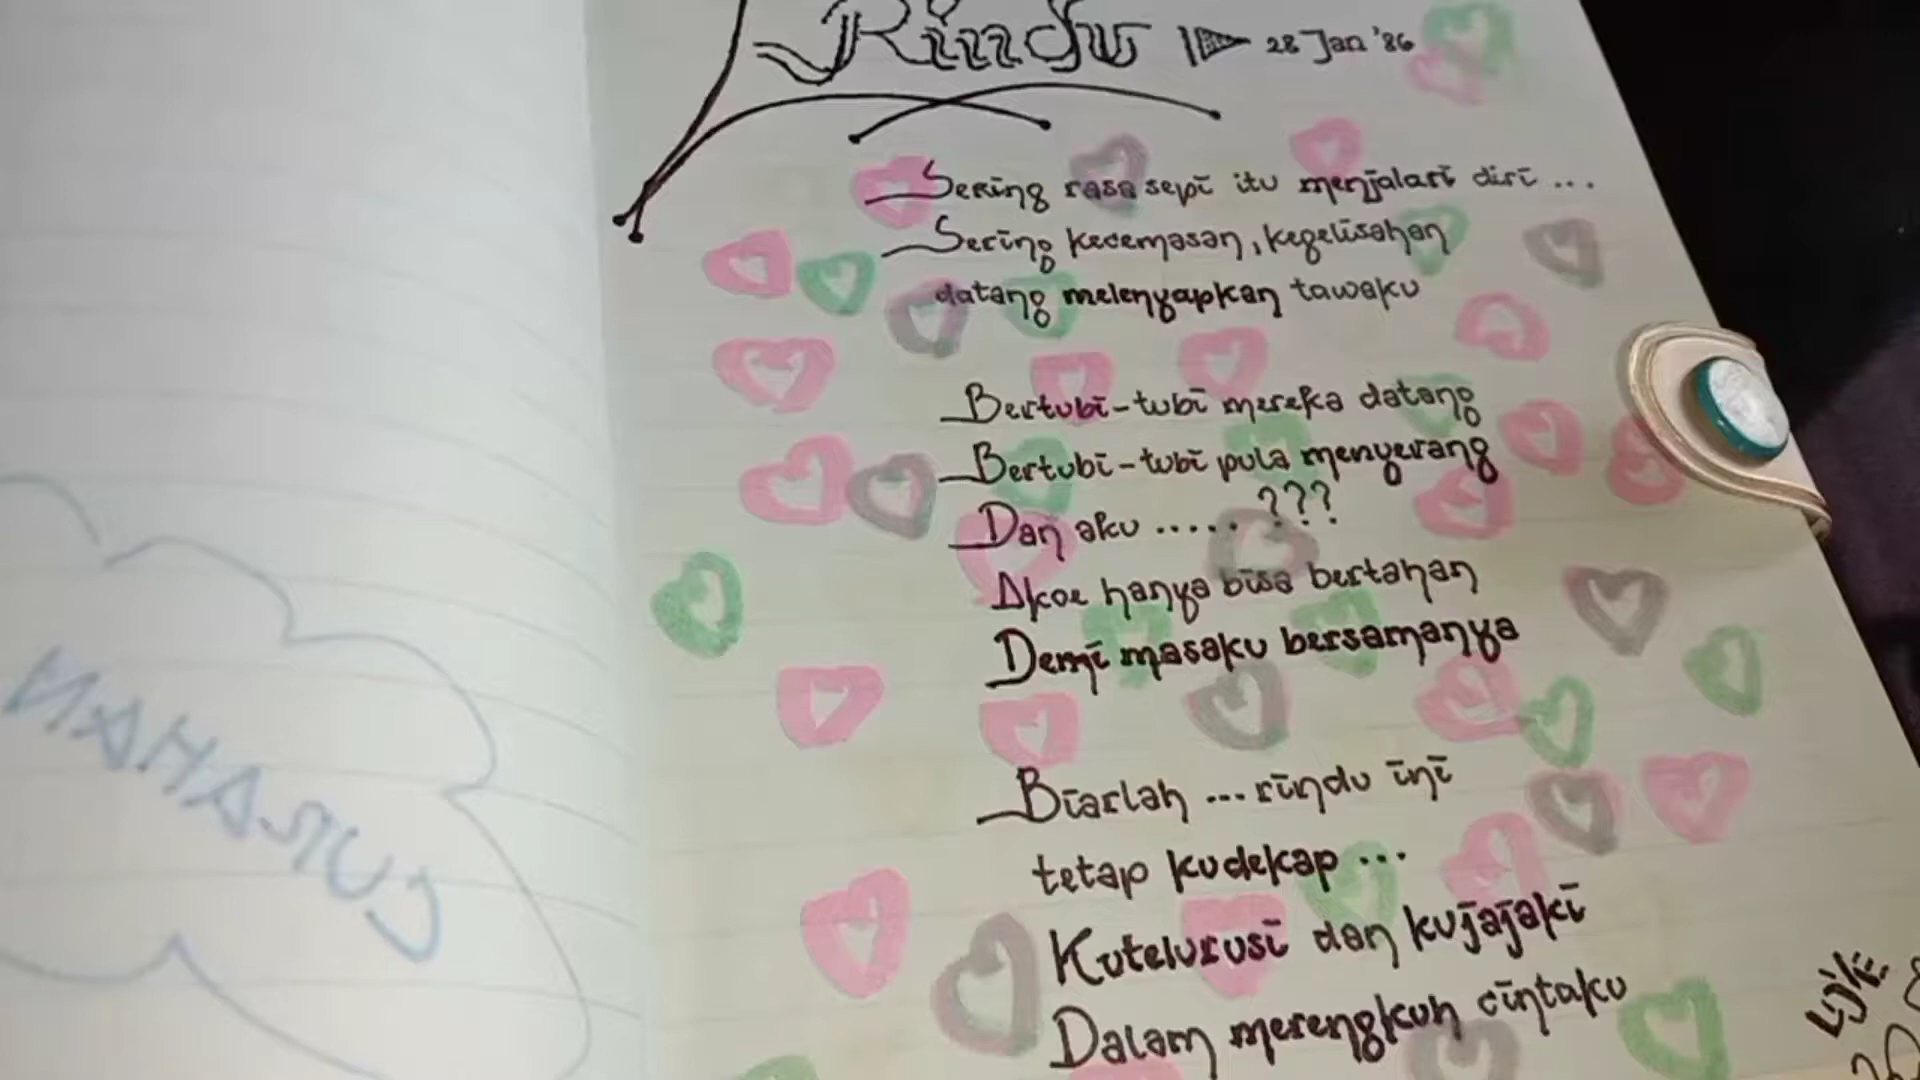 Rindu 28 Jan '86
Sering rasa sepi itu menjalari diri ...
Sering kecemasan, kegelisahan
datang melenyapkan tawaku
Bertubi-tubi mereka datang
Bertubi-tubi pula menyerang
Dan aku ..... ???
Akoe hanya bisa bertahan
Demi masaku bersamanya
Biarlah ... rindu ini
tetap kudekap ...
Kutelurusi dan kujajaki
Dalam merengkuh cintaku
CURAHAN